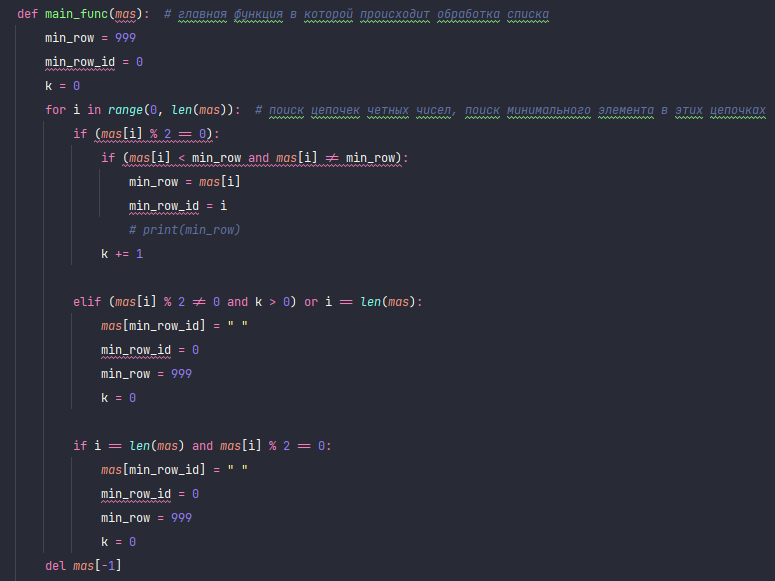 def main_func(mas):  # главная функция в которой происходит обработка списка
    min_row = 999
    min_row_id = 0
    k = 0
    for i in range(0, len(mas)):  # поиск цепочек четных чисел, поиск минимального элемента в этих цепочках
        if (mas[i] % 2 == 0):
            if (mas[i] < min_row and mas[i] != min_row):
                min_row = mas[i]
                min_row_id = i
                # print(min_row)
            k += 1

        elif (mas[i] % 2 != 0 and k > 0) or i == len(mas):
            mas[min_row_id] = " "
            min_row_id = 0
            min_row = 999
            k = 0

        if i == len(mas) and mas[i] % 2 == 0:
            mas[min_row_id] = " "
            min_row_id = 0
            min_row = 999
            k = 0
    del mas[-1]